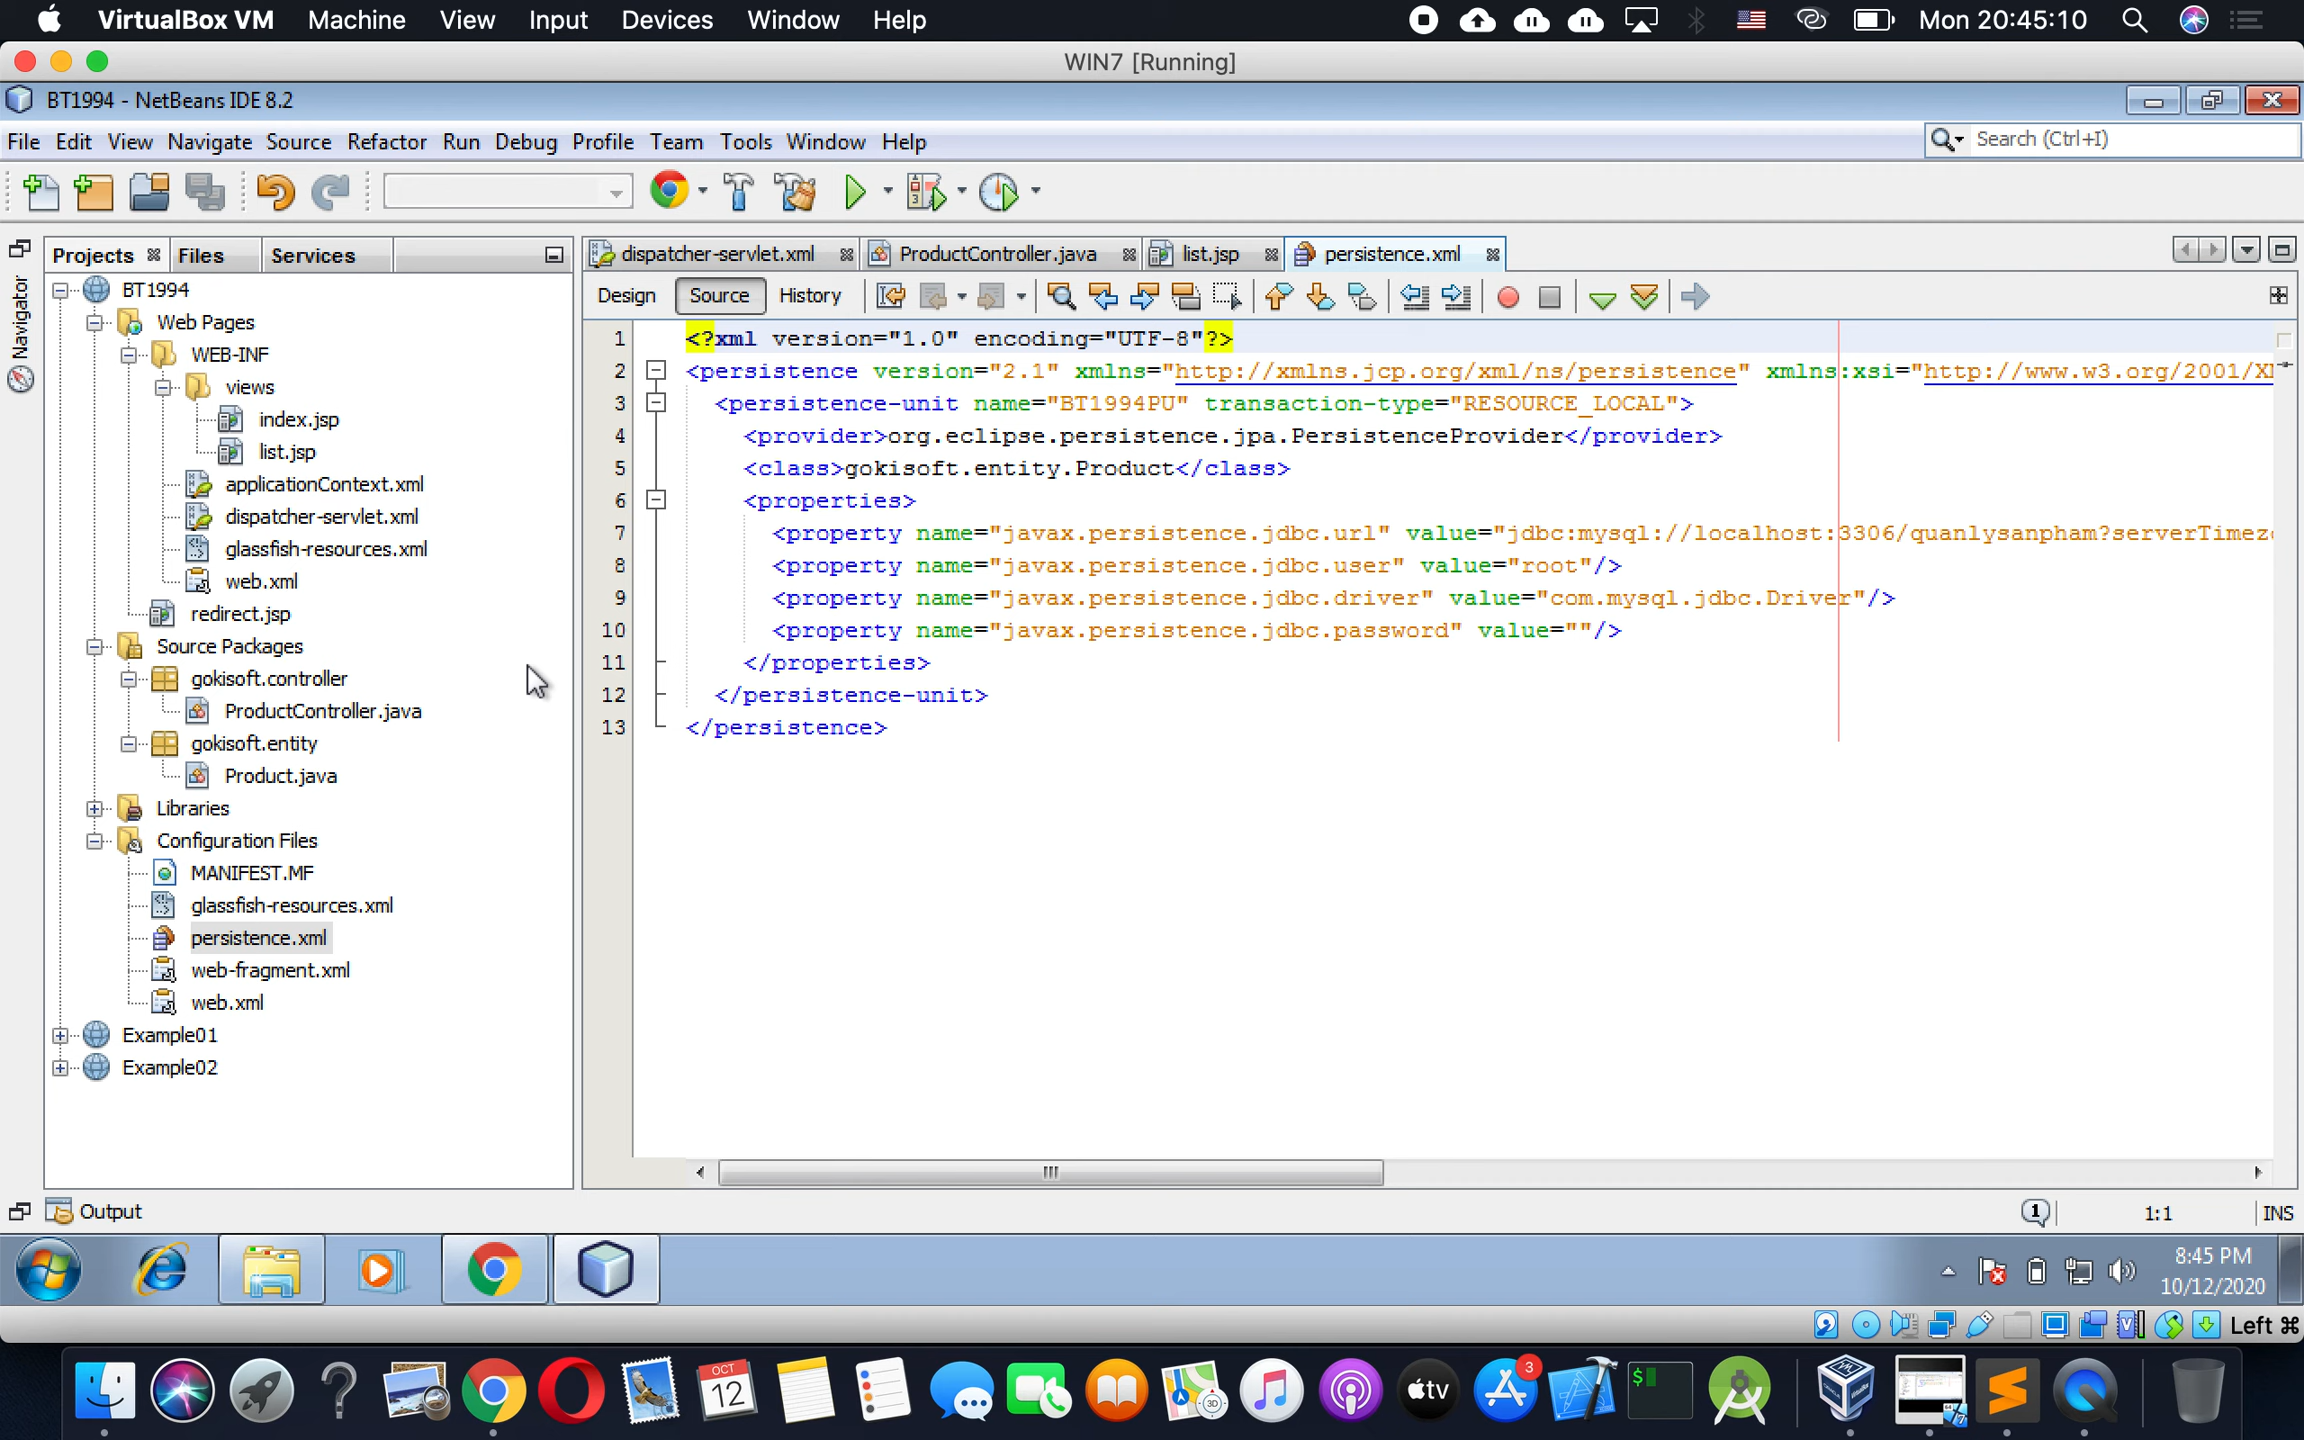 VirtualBox VM Machine View Input Devices Window Help Mon 20:45:10
WIN7 [Running]
BT1994 - NetBeans IDE 8.2
File Edit View Navigate Source Refactor Run Debug Profile Team Tools Window Help Search (Ctrl+I)
Projects Files Services
dispatcher-servlet.xml ProductController.java list.jsp persistence.xml
Design Source History
Navigator
BT1994
Web Pages
WEB-INF
views
index.jsp
list.jsp
applicationContext.xml
dispatcher-servlet.xml
glassfish-resources.xml
web.xml
redirect.jsp
Source Packages
gokisoft.controller
ProductController.java
gokisoft.entity
Product.java
Libraries
Configuration Files
MANIFEST.MF
glassfish-resources.xml
persistence.xml
web-fragment.xml
web.xml
Example01
Example02
1 <?xml version="1.0" encoding="UTF-8"?>
2 <persistence version="2.1" xmlns="http://xmlns.jcp.org/xml/ns/persistence" xmlns:xsi="http://www.w3.org/2001/X
3 <persistence-unit name="BT1994PU" transaction-type="RESOURCE_LOCAL">
4 <provider>org.eclipse.persistence.jpa.PersistenceProvider</provider>
5 <class>gokisoft.entity.Product</class>
6 <properties>
7 <property name="javax.persistence.jdbc.url" value="jdbc:mysql://localhost:3306/quanlysanpham?serverTimez
8 <property name="javax.persistence.jdbc.user" value="root"/>
9 <property name="javax.persistence.jdbc.driver" value="com.mysql.jdbc.Driver"/>
10 <property name="javax.persistence.jdbc.password" value=""/>
11 </properties>
12 </persistence-unit>
13 </persistence>
Output 1 1:1 INS
8:45 PM
10/12/2020
Left ⌘
OCT
12
3D
tv
3
$